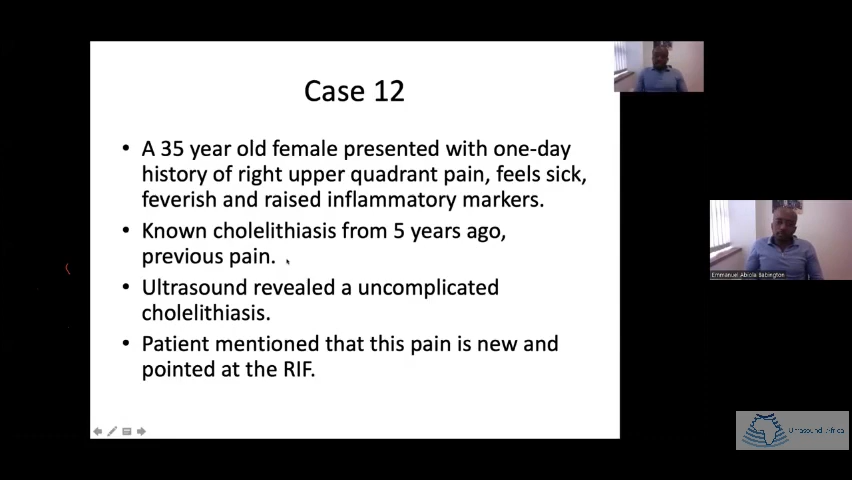 Case 12
• A 35 year old female presented with one-day
history of right upper quadrant pain, feels sick,
feverish and raised inflammatory markers.
• Known cholelithiasis from 5 years ago,
previous pain.
• Ultrasound revealed a uncomplicated
cholelithiasis.
• Patient mentioned that this pain is new and
pointed at the RIF.
Emmanuel Abiola Babington
Ultrasound Africa